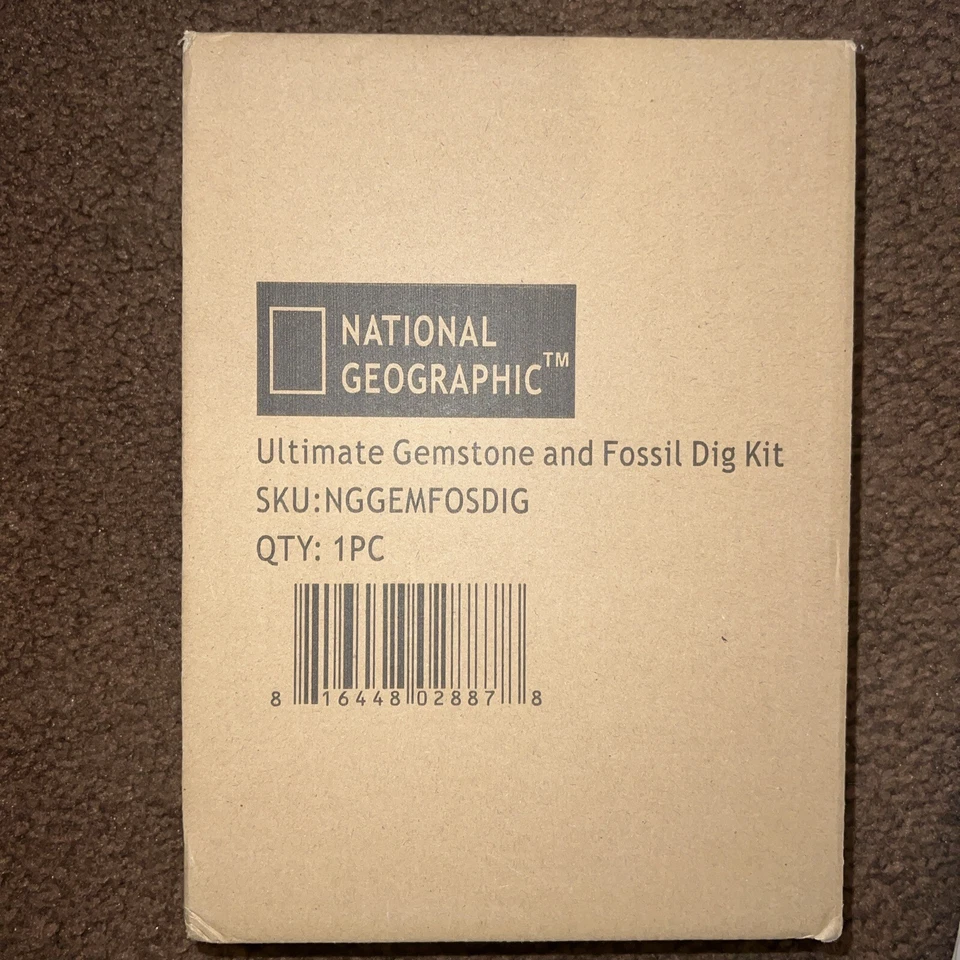 NATIONAL
GEOGRAPHIC™
Ultimate Gemstone and Fossil Dig Kit
SKU:NGGEMFOSDIG
QTY: 1PC
8 16448 02887 8